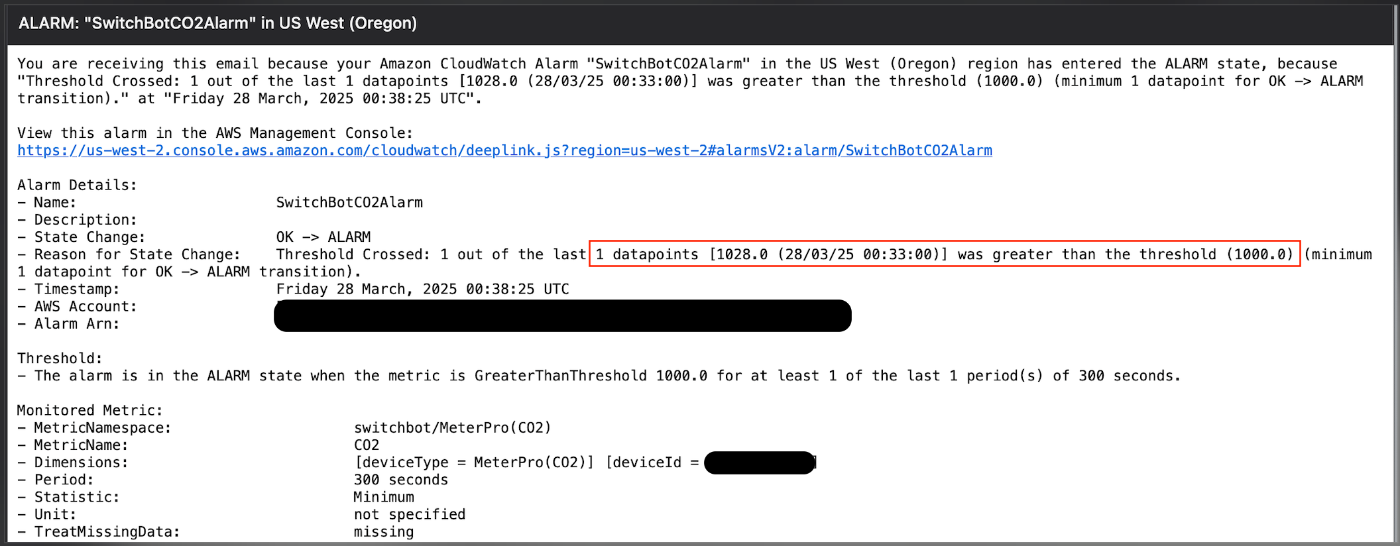 ALARM: "SwitchBotCO2Alarm" in US West (Oregon)
You are receiving this email because your Amazon CloudWatch Alarm "SwitchBotCO2Alarm" in the US West (Oregon) region has entered the ALARM state, because
"Threshold Crossed: 1 out of the last 1 datapoints [1028.0 (28/03/25 00:33:00)] was greater than the threshold (1000.0) (minimum 1 datapoint for OK -> ALARM
transition)." at "Friday 28 March, 2025 00:38:25 UTC".
View this alarm in the AWS Management Console:
https://us-west-2.console.aws.amazon.com/cloudwatch/deeplink.js?region=us-west-2#alarmsV2:alarm/SwitchBotCO2Alarm
Alarm Details:
- Name: SwitchBotCO2Alarm
- Description:
- State Change: OK -> ALARM
- Reason for State Change: Threshold Crossed: 1 out of the last 1 datapoints [1028.0 (28/03/25 00:33:00)] was greater than the threshold (1000.0) (minimum
1 datapoint for OK -> ALARM transition).
- Timestamp: Friday 28 March, 2025 00:38:25 UTC
- AWS Account:
- Alarm Arn:
Threshold:
- The alarm is in the ALARM state when the metric is GreaterThanThreshold 1000.0 for at least 1 of the last 1 period(s) of 300 seconds.
Monitored Metric:
- MetricNamespace: switchbot/MeterPro(CO2)
- MetricName: CO2
- Dimensions: [deviceType = MeterPro(CO2)] [deviceId = ]
- Period: 300 seconds
- Statistic: Minimum
- Unit: not specified
- TreatMissingData: missing